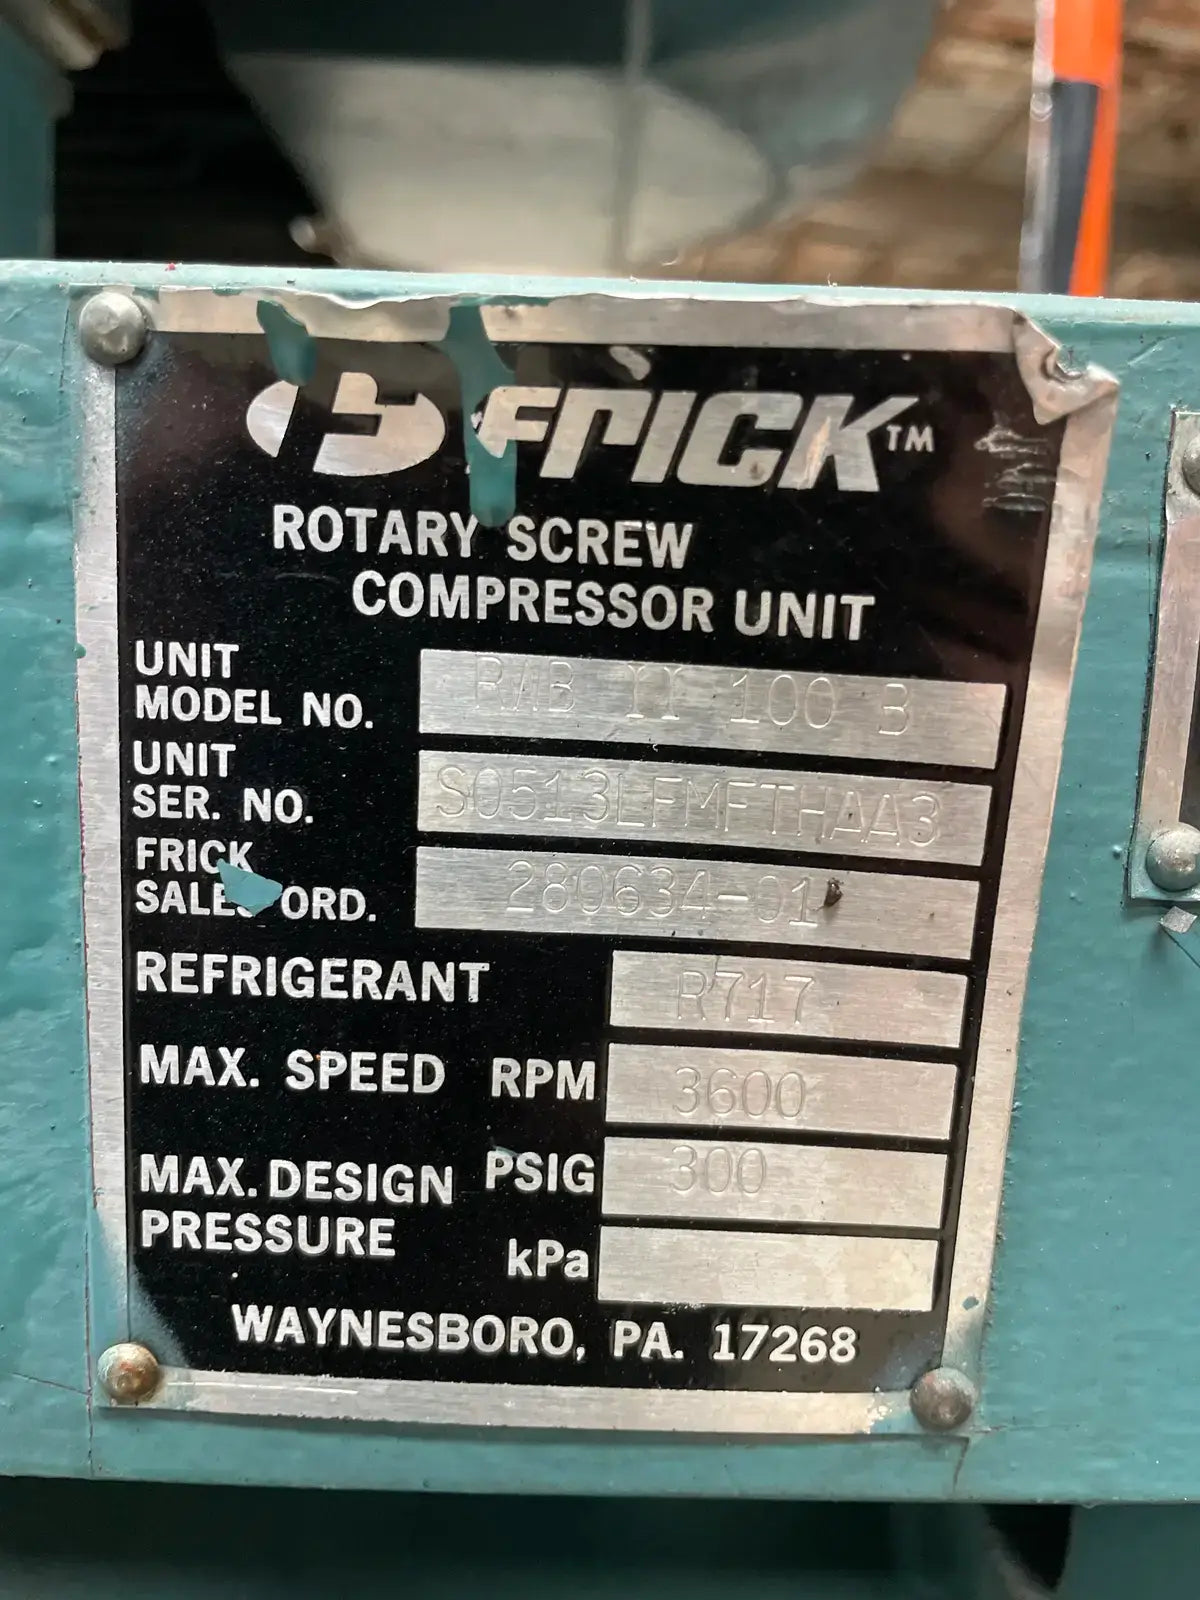 FRICK™
ROTARY SCREW
COMPRESSOR UNIT
UNIT
MODEL NO. RWB II 100 B
UNIT
SER. NO. S0513LFMFTHAA3
FRICK
SALES ORD. 280634-01
REFRIGERANT R717
MAX. SPEED RPM 3600
MAX. DESIGN PSIG 300
PRESSURE
kPa
WAYNESBORO, PA. 17268